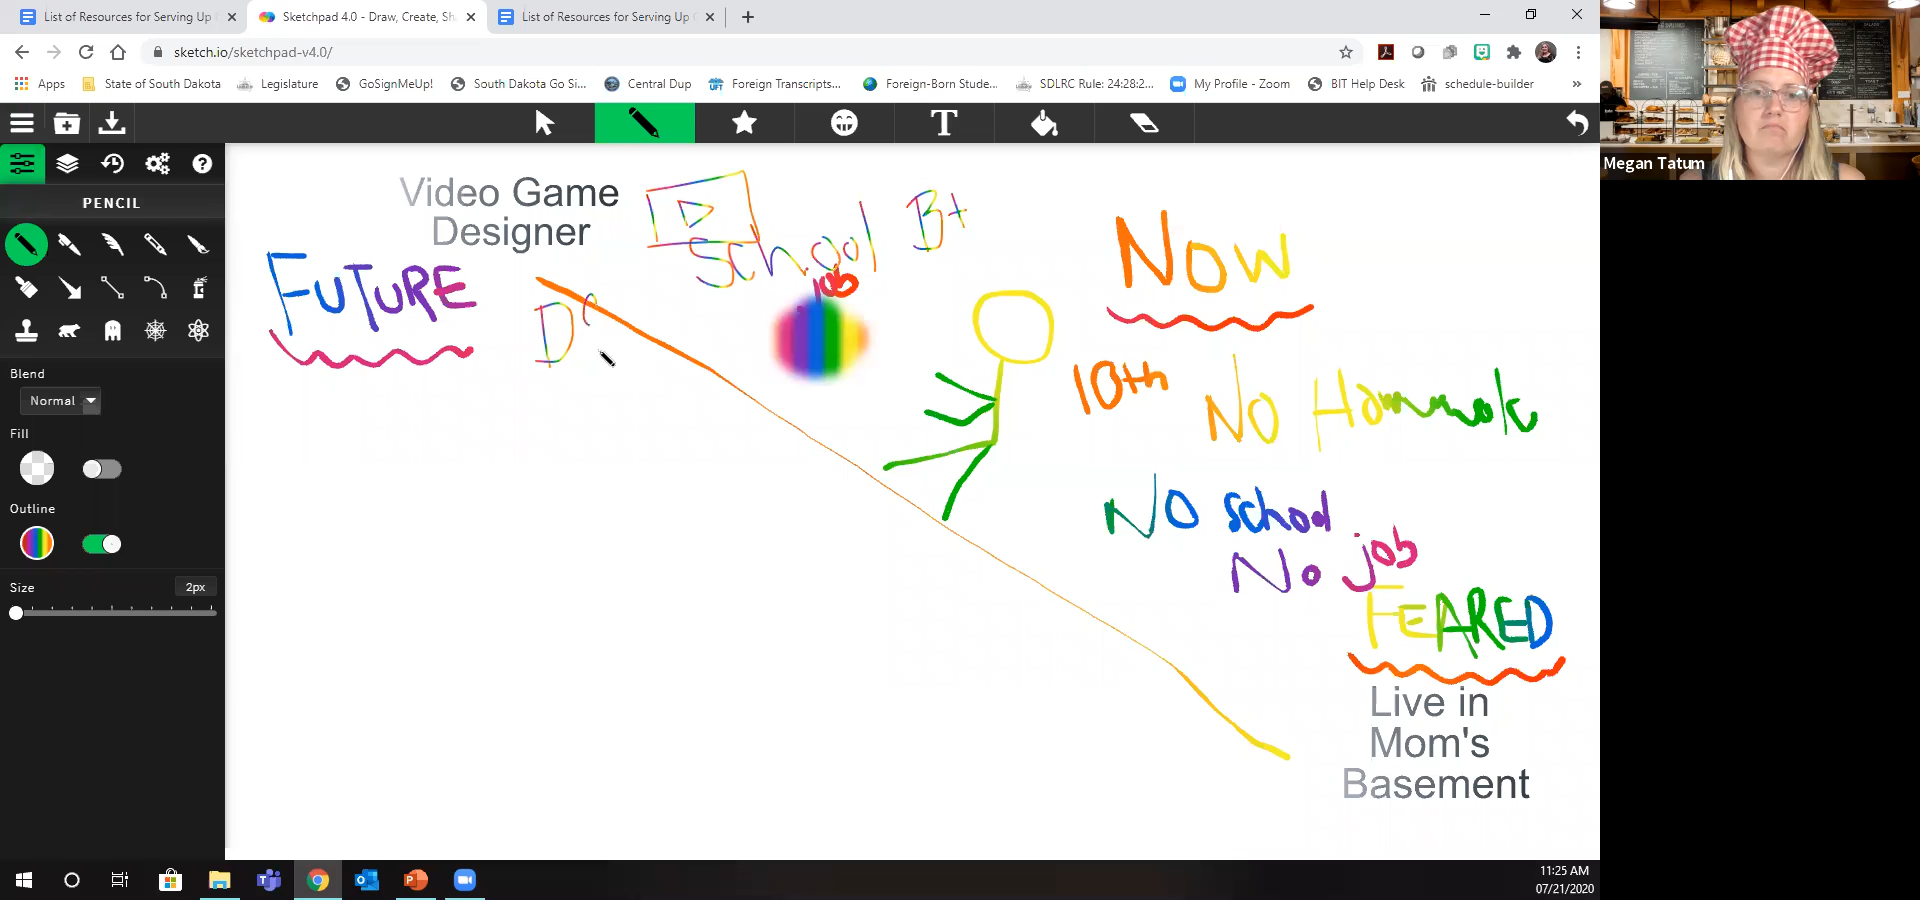 List of Resources for Serving Up
Sketchpad 4.0 - Draw, Create, Sh
List of Resources for Serving Up
sketch.io/sketchpad-v4.0/
Apps
State of South Dakota
Legislature
GoSignMeUp!
South Dakota Go Si...
Central Dup
Foreign Transcripts...
Foreign-Born Stude...
SDLRC Rule: 24:28:2...
My Profile - Zoom
BIT Help Desk
schedule-builder
PENCIL
Blend
Normal
Fill
Outline
Size
2px
Video Game
Designer
FUTURE
School B+
job
D
NOW
10th
No
No school
No job
FEARED
Live in
Mom's
Basement
Megan Tatum
11:25 AM
07/21/2020